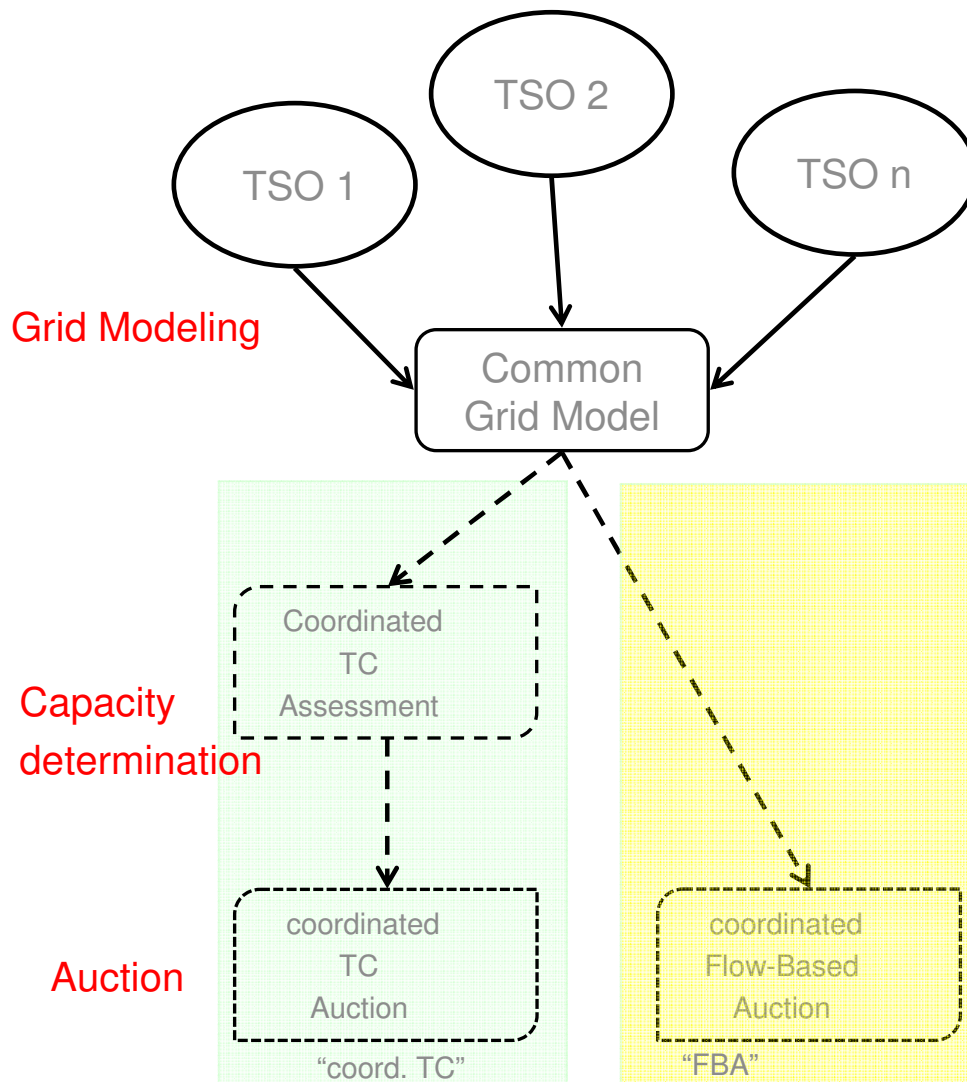 TSO 1
TSO 2
TSO n
Grid Modeling
Common
Grid Model
Capacity
determination
Coordinated
TC
Assessment
Auction
coordinated
TC
Auction
“coord. TC”
coordinated
Flow-Based
Auction
“FBA”